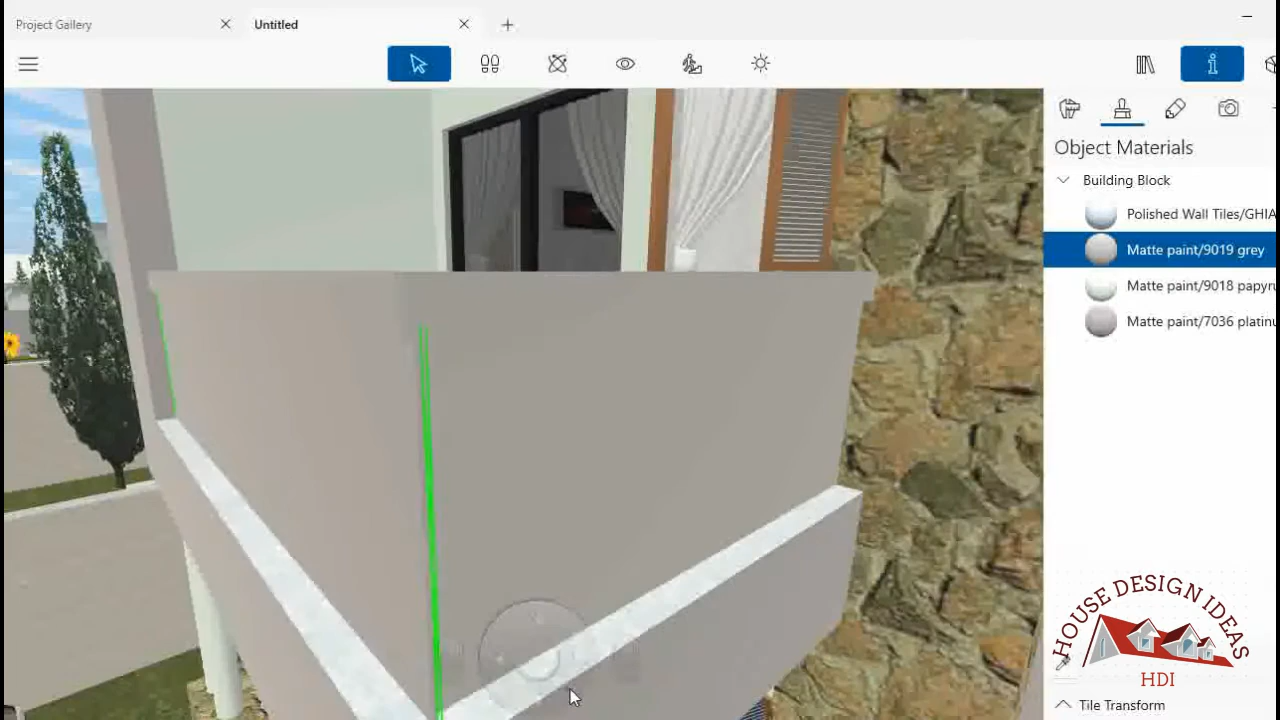 Project Gallery
Untitled
Object Materials
Building Block
Polished Wall Tiles/GHIA
Matte paint/9019 grey
Matte paint/9018 papyru
Matte paint/7036 platinu
HOUSE DESIGN IDEAS
HDI
Tile Transform